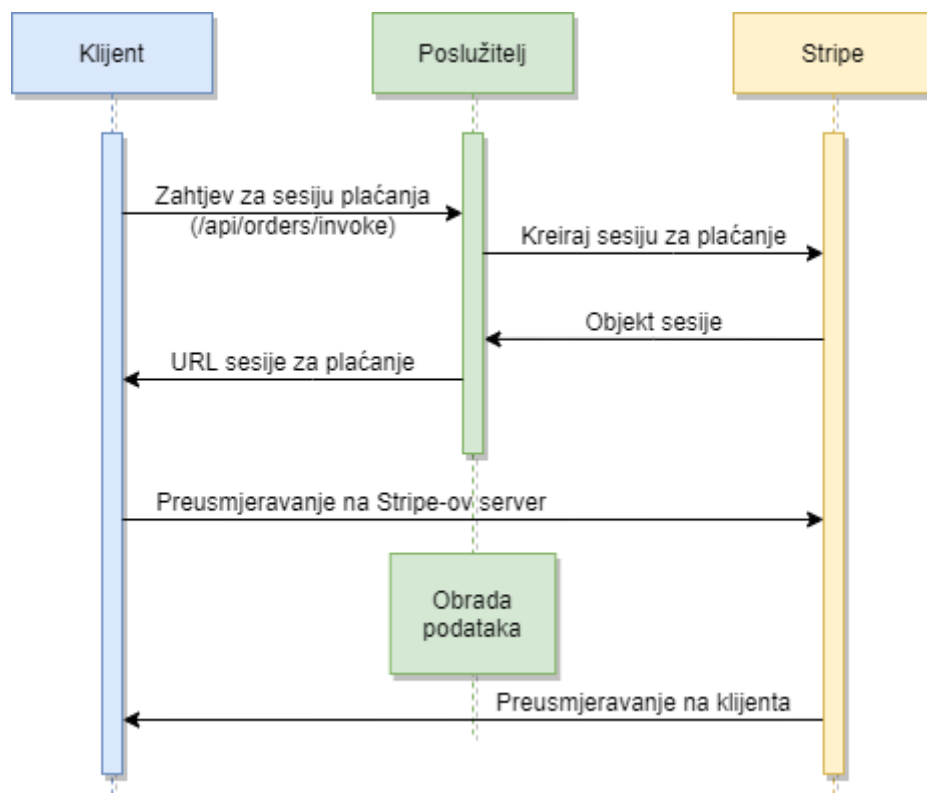 Klijent
Poslužitelj
Stripe
Zahtjev za sesiju plaćanja
(/api/orders/invoke)
Kreiraj sesiju za plaćanje
Objekt sesije
URL sesije za plaćanje
Preusmjeravanje na Stripe-ov server
Obrada
podataka
Preusmjeravanje na klijenta